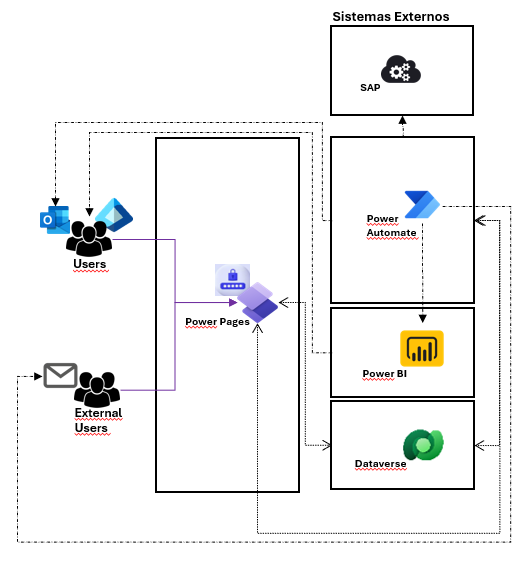 Sistemas Externos
SAP
Power
Automate
Users
Power Pages
Power BI
External
Users
Dataverse